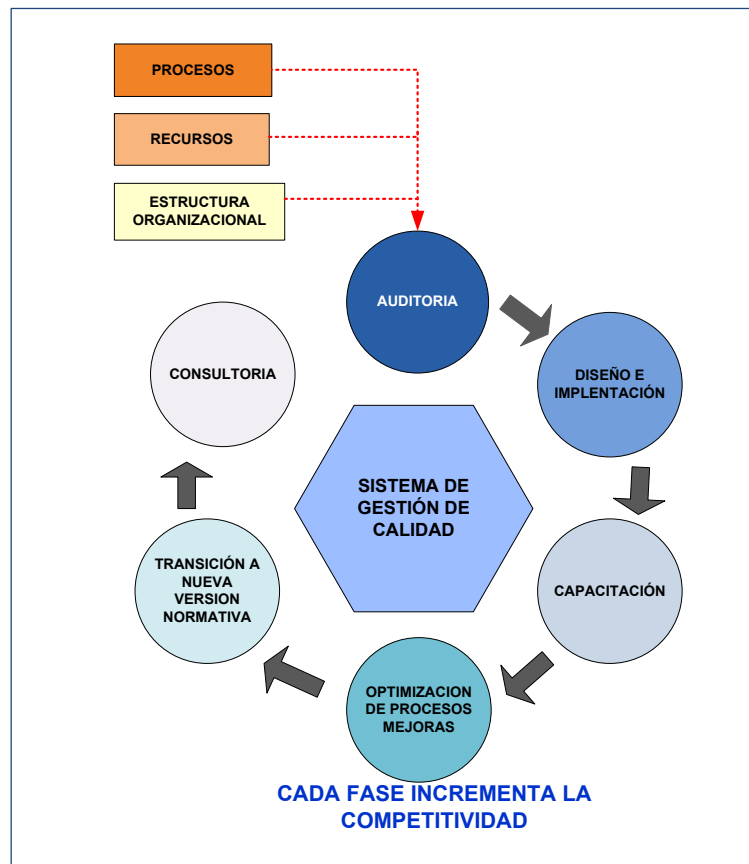 PROCESOS
RECURSOS
ESTRUCTURA
ORGANIZACIONAL
AUDITORIA
DISEÑO E
IMPLENTACIÓN
CAPACITACIÓN
OPTIMIZACION
DE PROCESOS
MEJORAS
TRANSICIÓN A
NUEVA
VERSION
NORMATIVA
CONSULTORIA
SISTEMA DE
GESTIÓN DE
CALIDAD
CADA FASE INCREMENTA LA
COMPETITIVIDAD